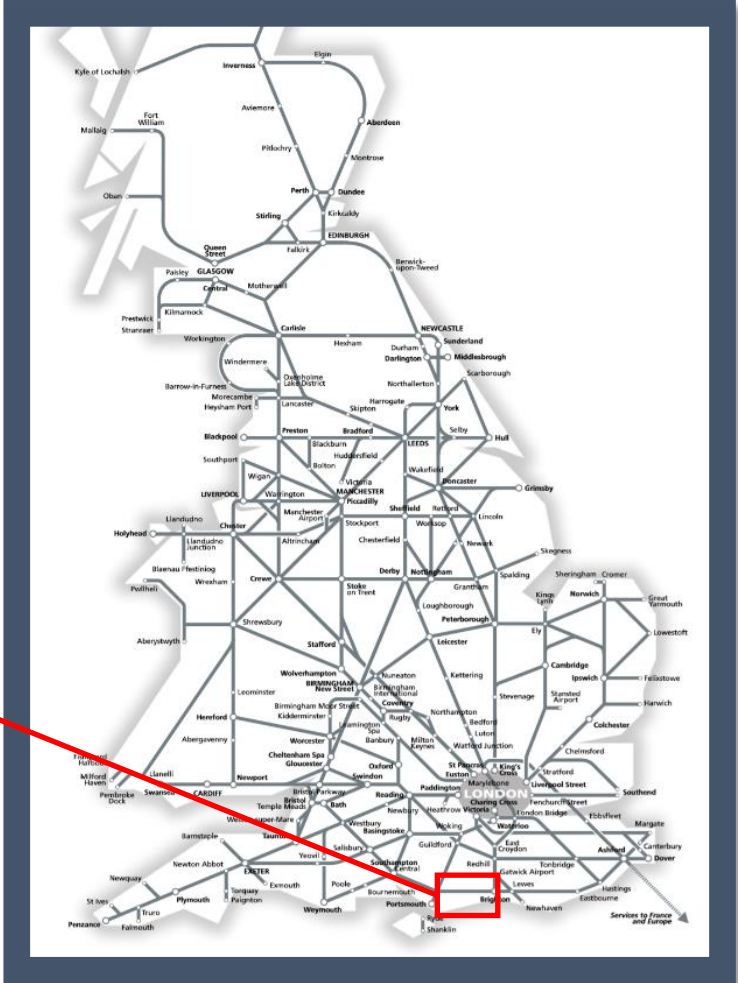 Elgin
Inverness
Kyle of Lochalsh
Aviemore
Fort
William
Aberdeen
Mallaig
Pitlochry
Montrose
Perth
Dundee
Oban
Stirling
Kirkcaldy
EDINBURGH
Queen
Street
Falkirk
Berwick-
upon-Tweed
Paisley
GLASGOW
Central
Motherwell
Prestwick
Kilmarnock
Stranraer
Carlisle
NEWCASTLE
Workington
Hexham
Sunderland
Durham
Darlington
Middlesbrough
Windermere
Oxenholme
Lake District
Scarborough
Barrow-in-Furness
Northallerton
Morecambe
Heysham Port
Lancaster
Harrogate
Skipton
York
Blackpool
Preston
Bradford
LEEDS
Selby
Hull
Blackburn
Huddersfield
Southport
Bolton
Wakefield
Wigan
Victoria
Doncaster
LIVERPOOL
Warrington
MANCHESTER
Piccadilly
Grimsby
Manchester
Airport
Stockport
Sheffield
Retford
Worksop
Lincoln
Llandudno
Chester
Holyhead
Llandudno
Junction
Altrincham
Chesterfield
Newark
Skegness
Blaenau Ffestiniog
Wrexham
Crewe
Stoke
on Trent
Derby
Nottingham
Grantham
Spalding
Sheringham
Cromer
Pwllheli
Kings
Lynn
Norwich
Great
Yarmouth
Loughborough
Shrewsbury
Peterborough
Ely
Lowestoft
Aberystwyth
Stafford
Leicester
Wolverhampton
BIRMINGHAM
New Street
Nuneaton
Kettering
Cambridge
Ipswich
Felixstowe
Leominster
Birmingham
International
Stevenage
Stansted
Airport
Harwich
Birmingham Moor Street
Coventry
Northampton
Hereford
Kidderminster
Rugby
Bedford
Colchester
Leamington
Spa
Luton
Abergavenny
Worcester
Banbury
Milton
Keynes
Watford Junction
Chelmsford
Cheltenham Spa
Gloucester
Oxford
St Pancras
Euston
King's
Cross
Stratford
Milford
Haven
Llanelli
Newport
Swindon
Paddington
Marylebone
Liverpool Street
Pembroke
Dock
Swansea
CARDIFF
Bristol Parkway
Bristol
Temple Meads
Bath
Reading
LONDON
Southend
Heathrow
Victoria
Charing Cross
Fenchurch Street
London Bridge
Ebbsfleet
Newbury
Weston-super-Mare
Westbury
Basingstoke
Woking
Waterloo
Margate
Barnstaple
Taunton
Salisbury
Guildford
East
Croydon
Canterbury
Ashford
Dover
Newton Abbot
Yeovil
Southampton
Central
Redhill
Tonbridge
EXETER
Gatwick Airport
Newquay
Exmouth
Poole
Bournemouth
Lewes
Hastings
St Ives
Plymouth
Torquay
Paignton
Weymouth
Portsmouth
Brighton
Eastbourne
Truro
Newhaven
Penzance
Falmouth
Ryde
Shanklin
Services to France
and Europe